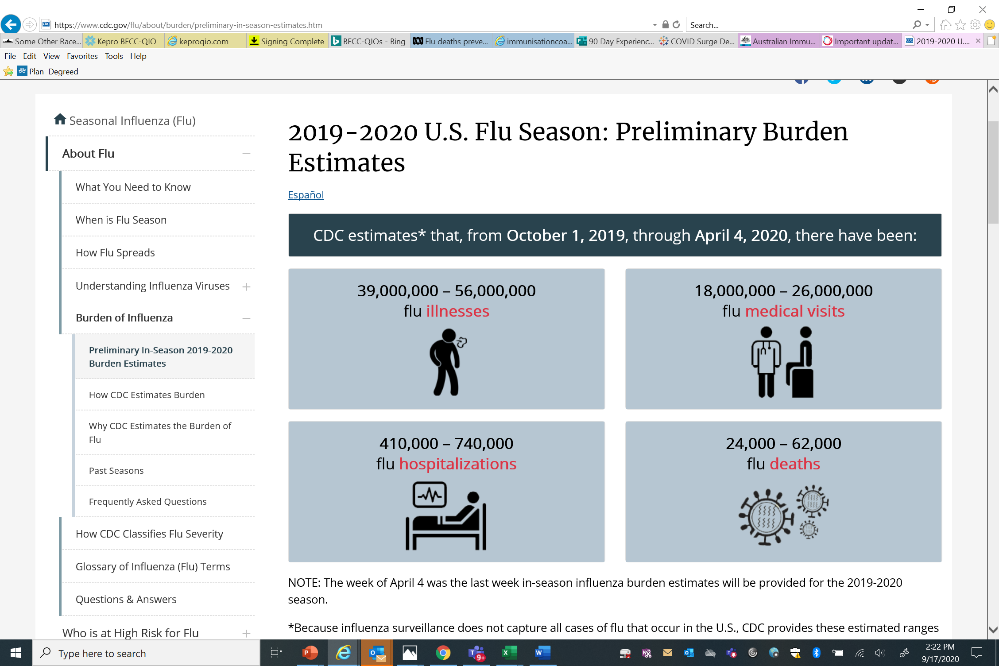 https://www.cdc.gov/flu/about/burden/preliminary-in-season-estimates.htm
Search...
Some Other Race...
Kepro BFCC-QIO
keproqio.com
Signing Complete
BFCC-QIOs - Bing
Flu deaths preve...
immunisationcoa...
90 Day Experienc...
COVID Surge De...
Australian Immu...
Important updat...
2019-2020 U....
File Edit View Favorites Tools Help
Plan Degreed
Seasonal Influenza (Flu)
About Flu
What You Need to Know
When is Flu Season
How Flu Spreads
Understanding Influenza Viruses
Burden of Influenza
Preliminary In-Season 2019-2020
Burden Estimates
How CDC Estimates Burden
Why CDC Estimates the Burden of
Flu
Past Seasons
Frequently Asked Questions
How CDC Classifies Flu Severity
Glossary of Influenza (Flu) Terms
Questions & Answers
Who is at High Risk for Flu
2019-2020 U.S. Flu Season: Preliminary Burden
Estimates
Español
CDC estimates* that, from October 1, 2019, through April 4, 2020, there have been:
39,000,000 – 56,000,000
flu illnesses
18,000,000 – 26,000,000
flu medical visits
410,000 – 740,000
flu hospitalizations
24,000 – 62,000
flu deaths
NOTE: The week of April 4 was the last week in-season influenza burden estimates will be provided for the 2019-2020
season.
*Because influenza surveillance does not capture all cases of flu that occur in the U.S., CDC provides these estimated ranges
Type here to search
9+
2:22 PM
9/17/2020